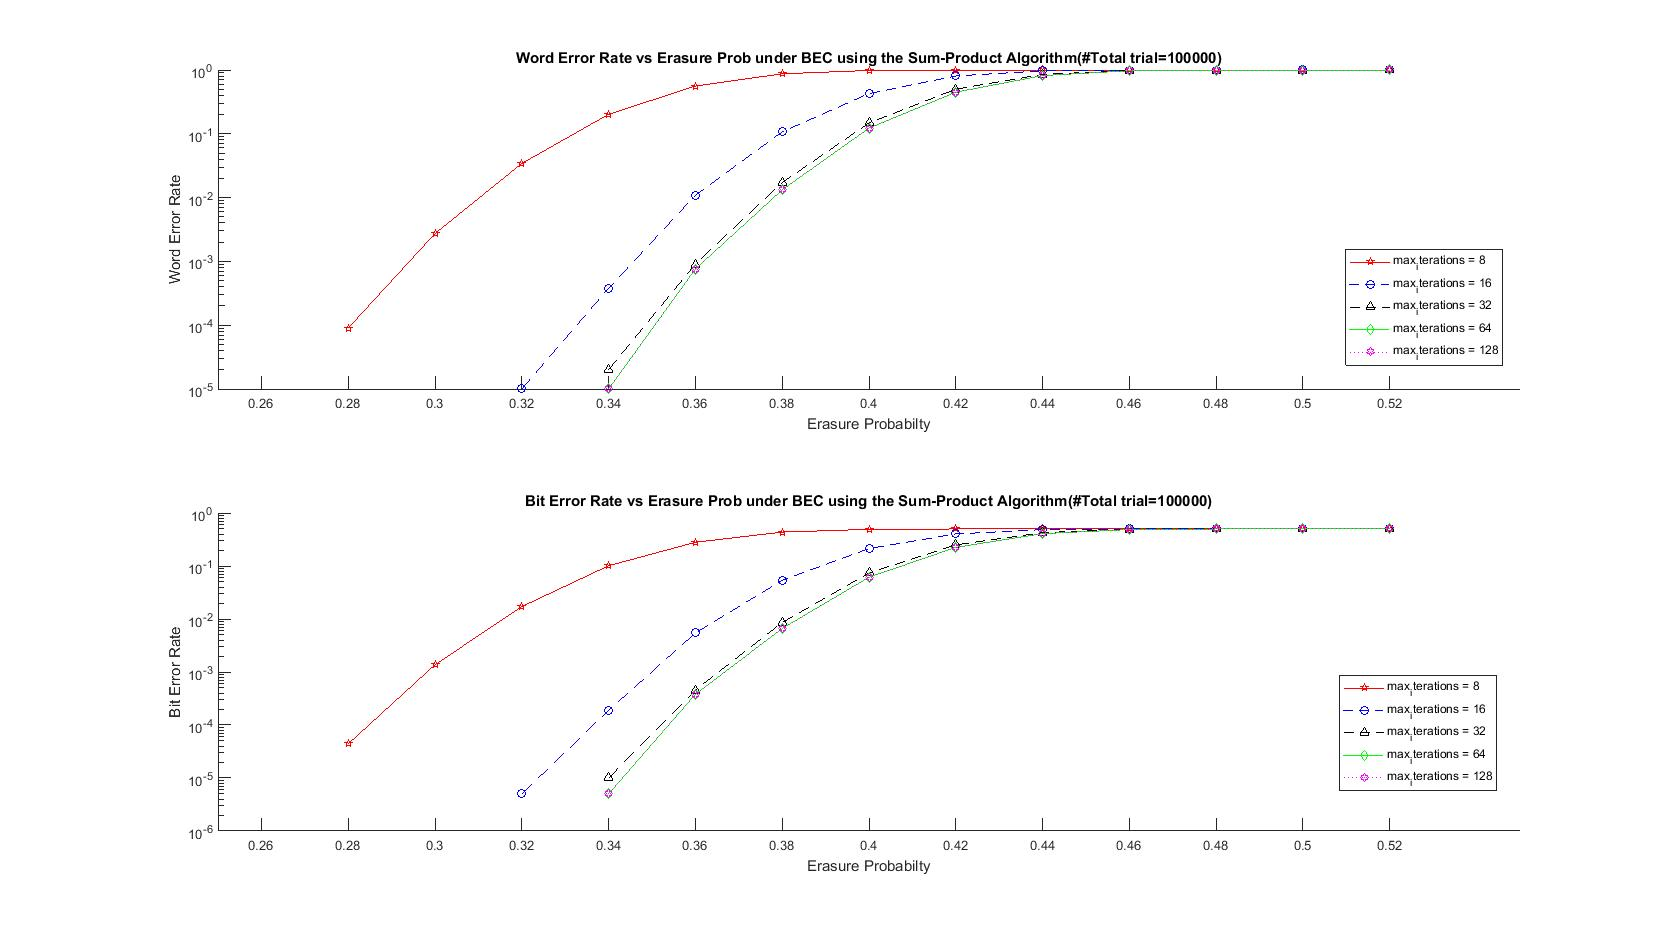 Word Error Rate vs Erasure Prob under BEC using the Sum-Product Algorithm(#Total trial=100000)
10^0
10^-1
10^-2
10^-3
10^-4
10^-5
Word Error Rate
0.26 0.28 0.3 0.32 0.34 0.36 0.38 0.4 0.42 0.44 0.46 0.48 0.5 0.52
Erasure Probabilty
max_iterations = 8
max_iterations = 16
max_iterations = 32
max_iterations = 64
max_iterations = 128
Bit Error Rate vs Erasure Prob under BEC using the Sum-Product Algorithm(#Total trial=100000)
10^0
10^-1
10^-2
10^-3
10^-4
10^-5
10^-6
Bit Error Rate
0.26 0.28 0.3 0.32 0.34 0.36 0.38 0.4 0.42 0.44 0.46 0.48 0.5 0.52
Erasure Probabilty
max_iterations = 8
max_iterations = 16
max_iterations = 32
max_iterations = 64
max_iterations = 128